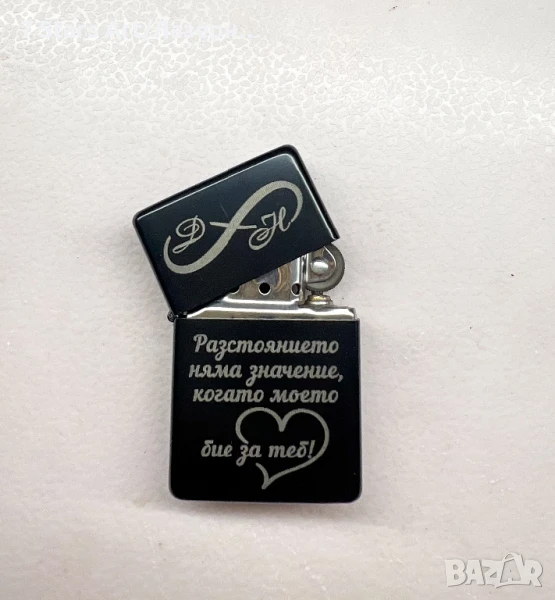 Д Н
Разстоянието
няма значение,
когато моето
бие за теб!
BAZAR